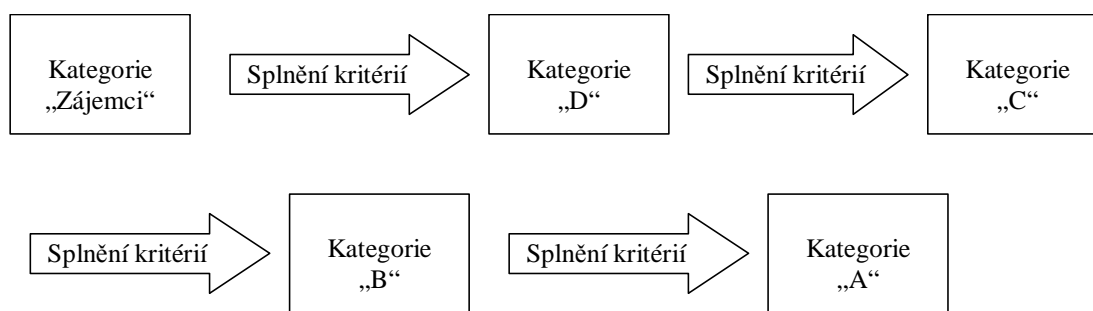 Kategorie
„Zájemci“
Splnění kritérií
Kategorie
„D“
Splnění kritérií
Kategorie
„C“
Splnění kritérií
Kategorie
„B“
Splnění kritérií
Kategorie
„A“